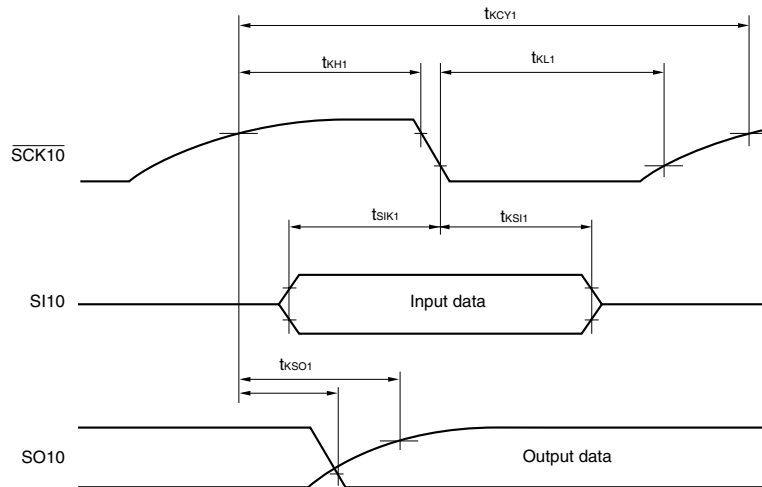 tKCY1
tKH1
tKL1
SCK10
tSIK1
tKSI1
SI10
Input data
tKSO1
SO10
Output data